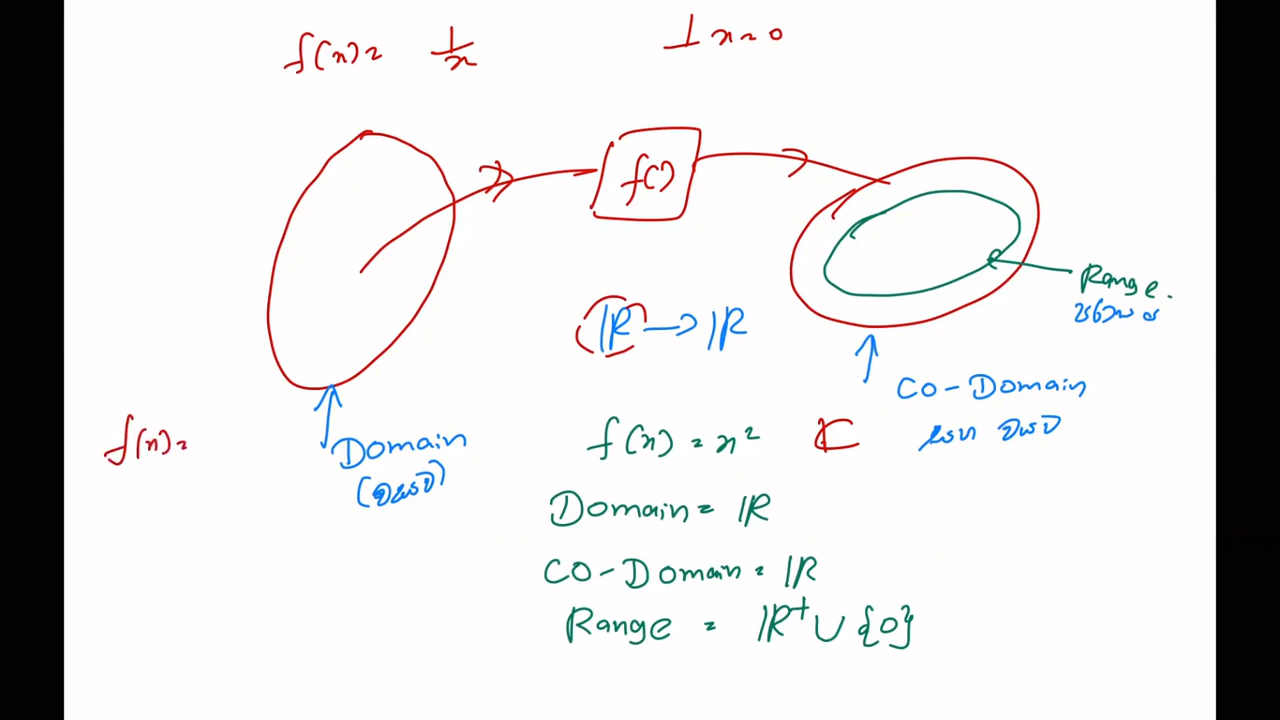 f(x) = 1/x
⊥ x = 0
f()
Range.
ℝ → ℝ
Co-Domain
f(x) =
Domain
f(x) = x²
Domain = ℝ
Co-Domain = ℝ
Range = ℝ⁺ ∪ {0}